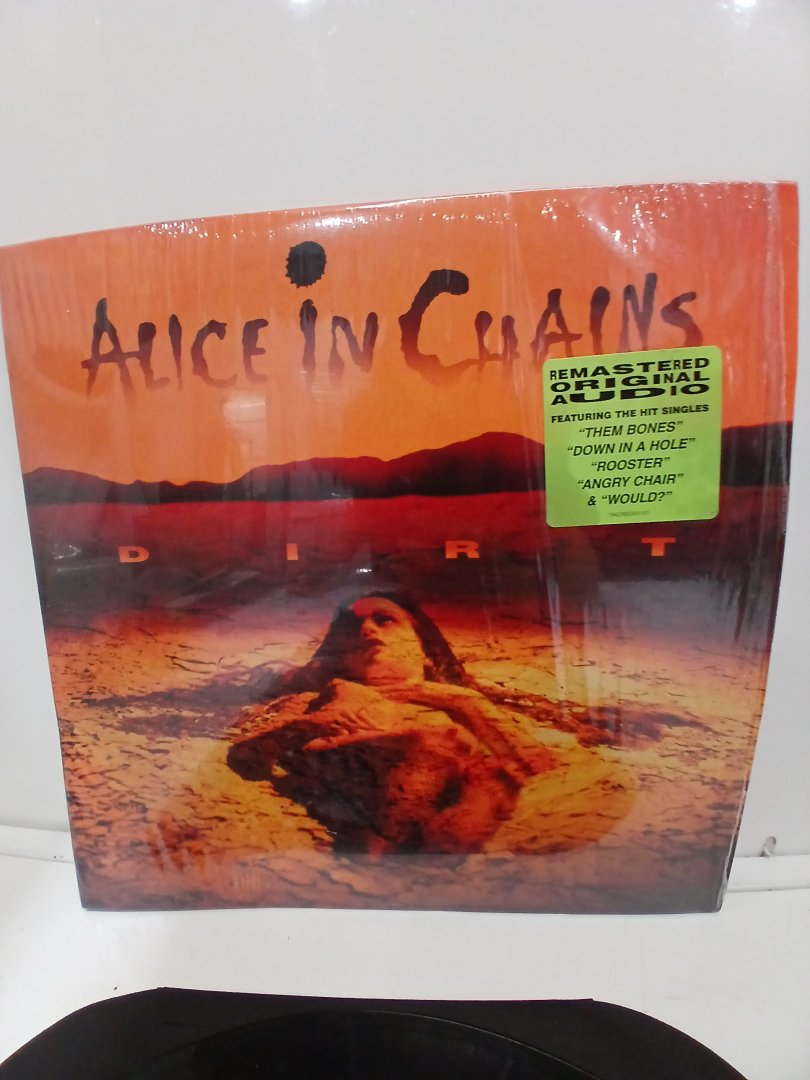 ALICE IN CHAINS
REMASTERED
ORIGINAL
AUDIO
FEATURING THE HIT SINGLES
"THEM BONES"
"DOWN IN A HOLE"
"ROOSTER"
"ANGRY CHAIR"
& "WOULD?"
DIRT